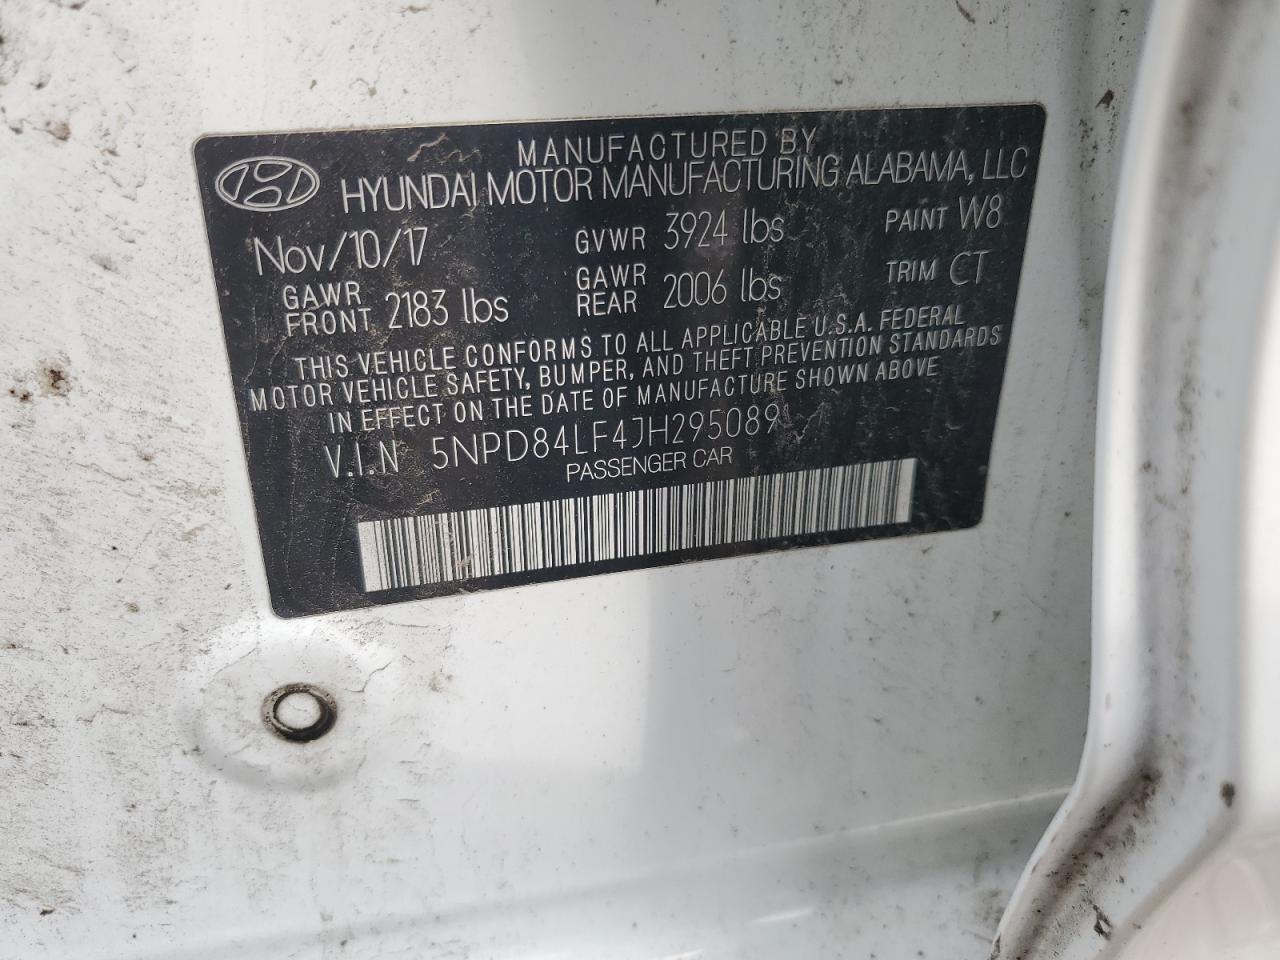 MANUFACTURED BY
HYUNDAI MOTOR MANUFACTURING ALABAMA, LLC
Nov/10/17 GVWR 3924 lbs PAINT W8
GAWR FRONT 2183 lbs GAWR REAR 2006 lbs TRIM CT
THIS VEHICLE CONFORMS TO ALL APPLICABLE U.S.A. FEDERAL
MOTOR VEHICLE SAFETY, BUMPER, AND THEFT PREVENTION STANDARDS
IN EFFECT ON THE DATE OF MANUFACTURE SHOWN ABOVE
V.I.N 5NPD84LF4JH295089
PASSENGER CAR